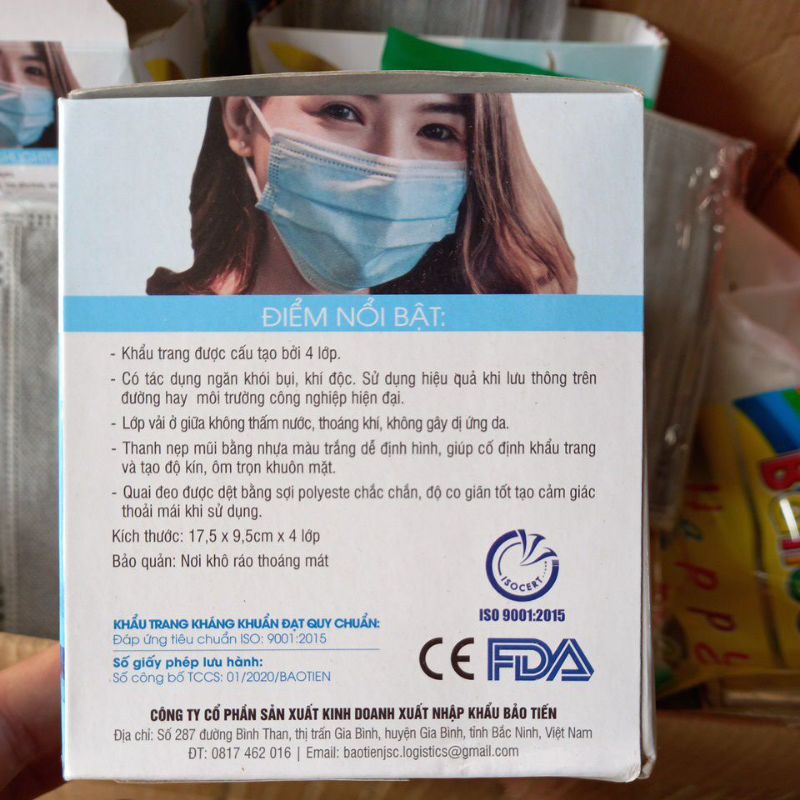 ĐIỂM NỔI BẬT:
- Khẩu trang được cấu tạo bởi 4 lớp.
- Có tác dụng ngăn khói bụi, khí độc. Sử dụng hiệu quả khi lưu thông trên
đường hay môi trường công nghiệp hiện đại.
- Lớp vải ở giữa không thấm nước, thoáng khí, không gây dị ứng da.
- Thanh nẹp mũi bằng nhựa màu trắng dễ định hình, giúp cố định khẩu trang
và tạo độ kín, ôm trọn khuôn mặt.
- Quai đeo được dệt bằng sợi polyeste chắc chắn, độ co giãn tốt tạo cảm giác
thoải mái khi sử dụng.
Kích thước: 17,5 x 9,5cm x 4 lớp
Bảo quản: Nơi khô ráo thoáng mát
ISOCERT
ISO 9001:2015
KHẨU TRANG KHÁNG KHUẨN ĐẠT QUY CHUẨN:
Đáp ứng tiêu chuẩn ISO: 9001:2015
Số giấy phép lưu hành:
Số công bố TCCS: 01/2020/BAOTIEN
CE FDA
CÔNG TY CỔ PHẦN SẢN XUẤT KINH DOANH XUẤT NHẬP KHẨU BẢO TIẾN
Địa chỉ: Số 287 đường Bình Than, thị trấn Gia Bình, huyện Gia Bình, tỉnh Bắc Ninh, Việt Nam
ĐT: 0817 462 016 | Email: baotienjsc.logistics@gmail.com
Happy